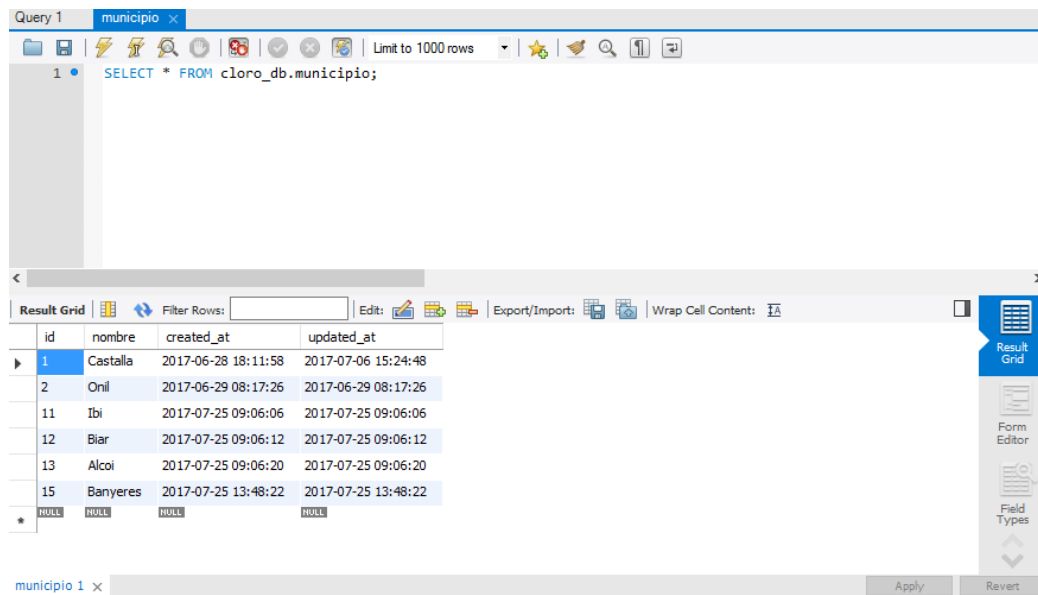 Query 1 municipio
Limit to 1000 rows
1 SELECT * FROM cloro_db.municipio;
Result Grid Filter Rows: Edit: Export/Import: Wrap Cell Content:
id nombre created_at updated_at
1 Castalla 2017-06-28 18:11:58 2017-07-06 15:24:48
2 Onil 2017-06-29 08:17:26 2017-06-29 08:17:26
11 Ibi 2017-07-25 09:06:06 2017-07-25 09:06:06
12 Biar 2017-07-25 09:06:12 2017-07-25 09:06:12
13 Alcoi 2017-07-25 09:06:20 2017-07-25 09:06:20
15 Banyeres 2017-07-25 13:48:22 2017-07-25 13:48:22
NULL NULL NULL NULL
Result
Grid
Form
Editor
Field
Types
municipio 1 Apply Revert